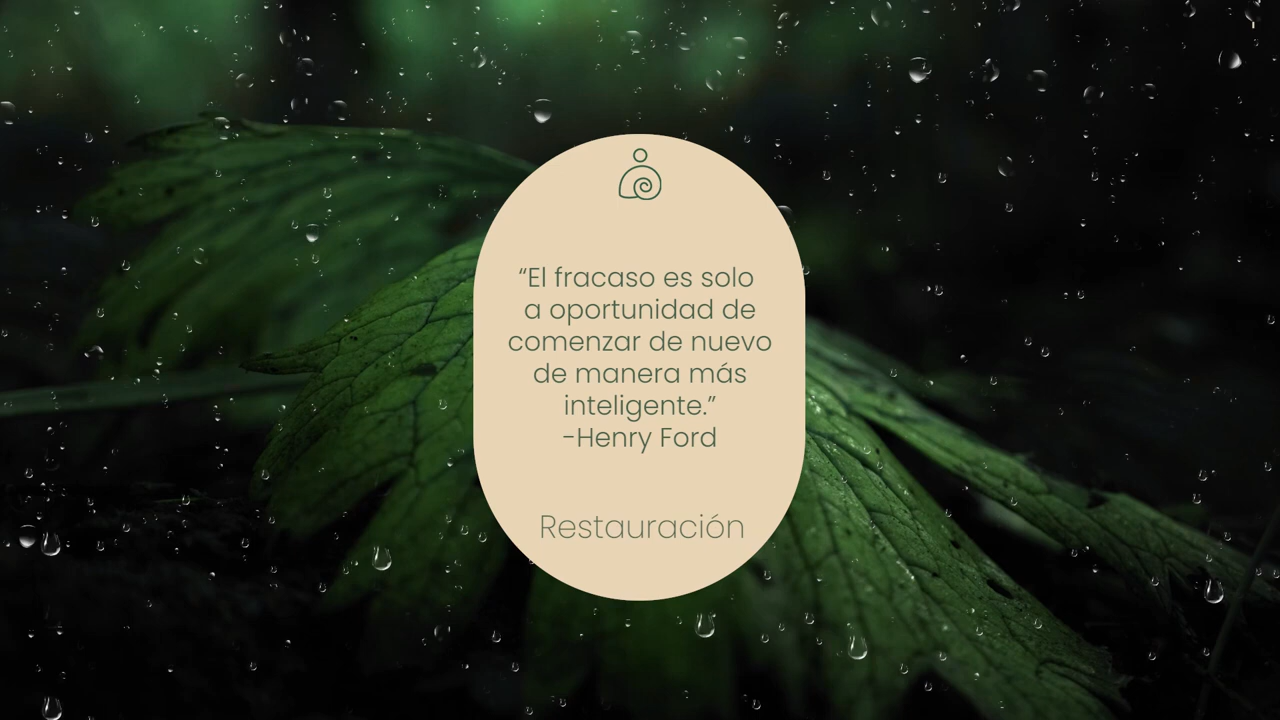 “El fracaso es solo
a oportunidad de
comenzar de nuevo
de manera más
inteligente.”
-Henry Ford
Restauración